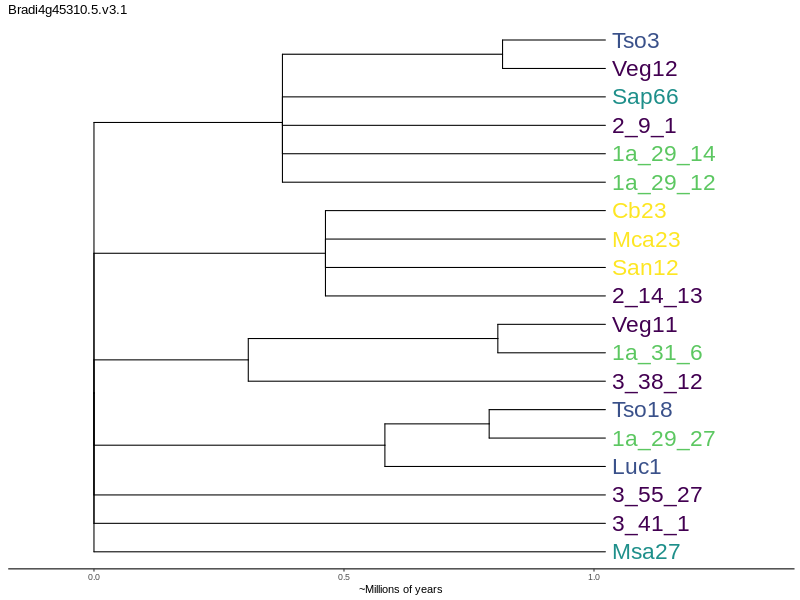 Bradi4g45310.5.v3.1
Tso3
Veg12
Sap66
2_9_1
1a_29_14
1a_29_12
Cb23
Mca23
San12
2_14_13
Veg11
1a_31_6
3_38_12
Tso18
1a_29_27
Luc1
3_55_27
3_41_1
Msa27
0.0 0.5 1.0
~Millions of years